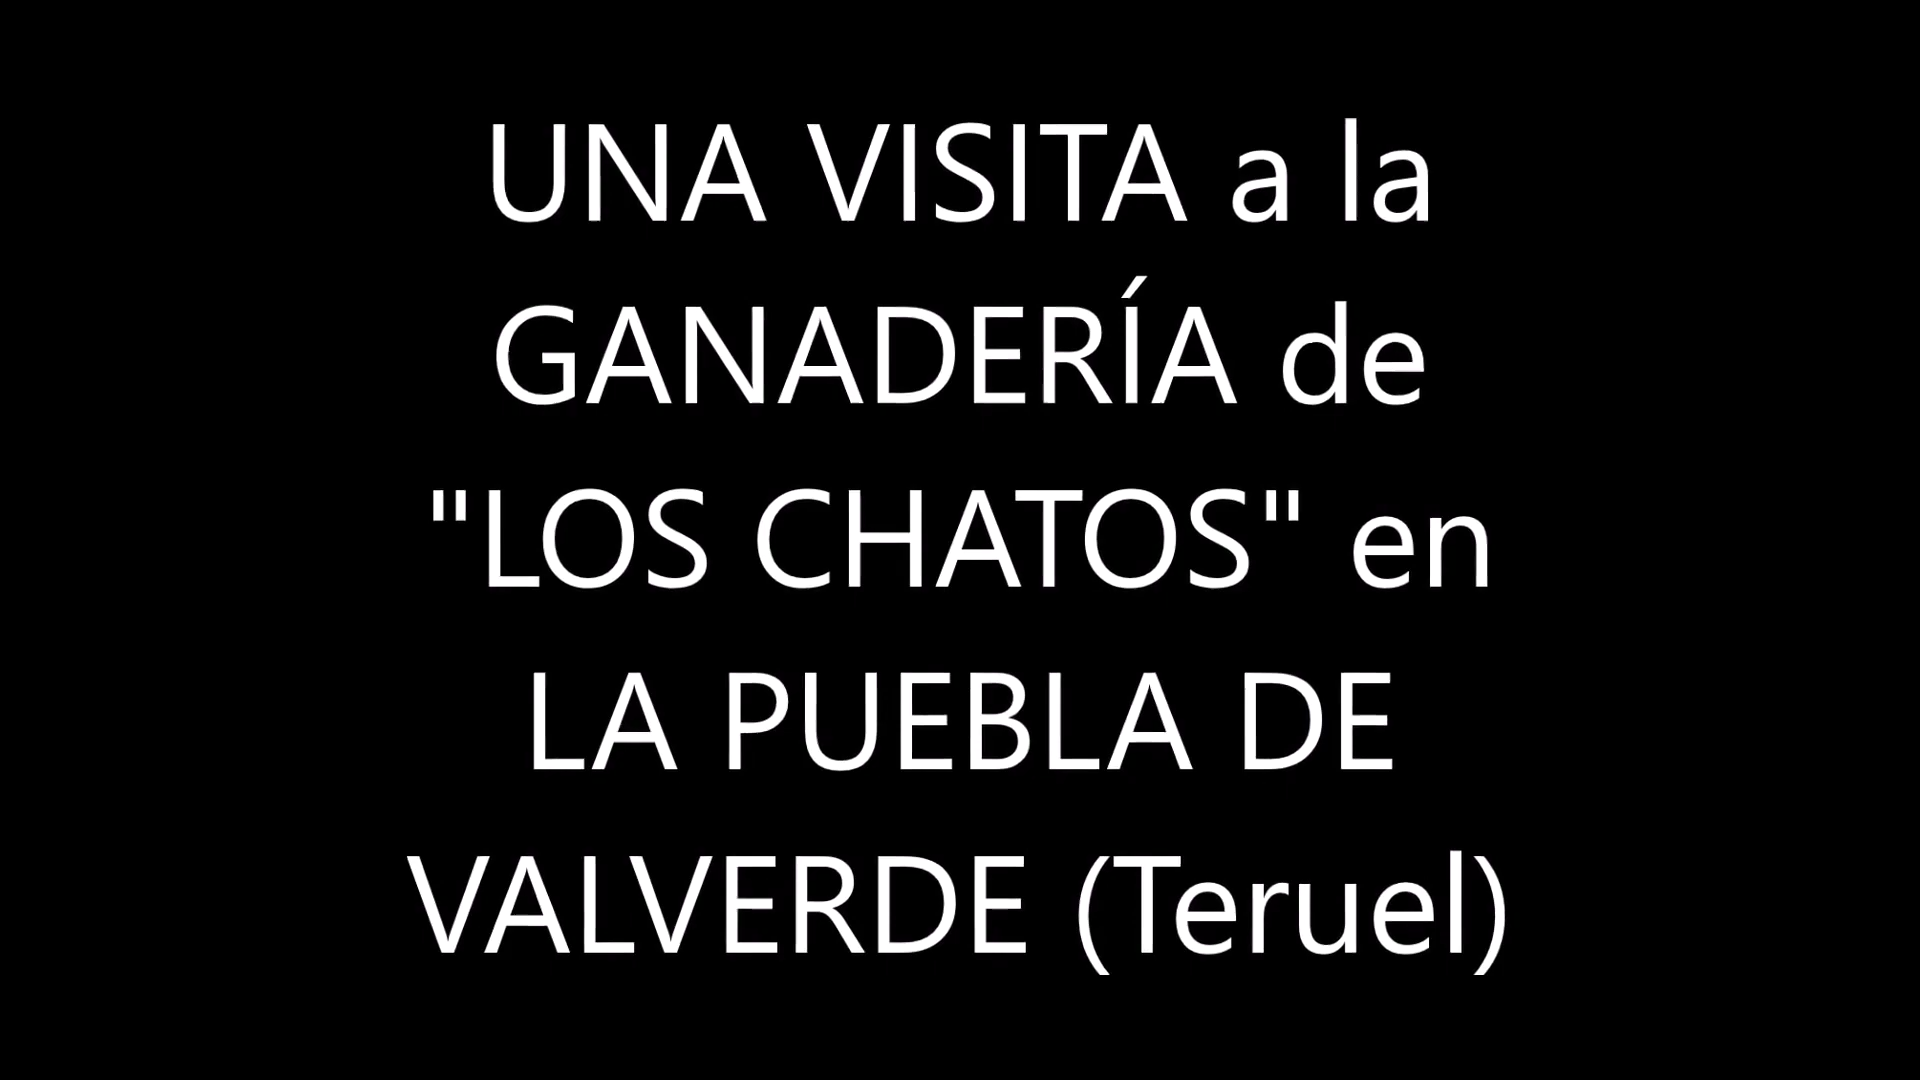 UNA VISITA a la
GANADERÍA de
"LOS CHATOS" en
LA PUEBLA DE
VALVERDE (Teruel)